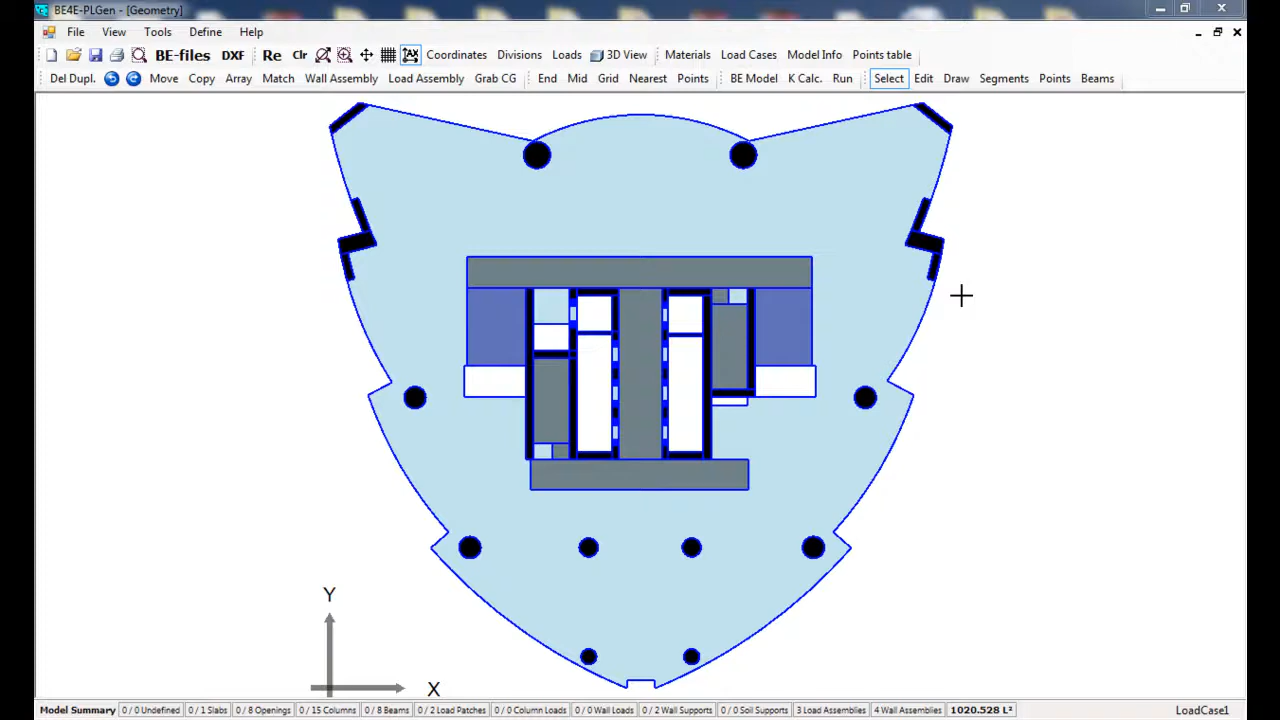 BE4E-PLGen - [Geometry]
File View Tools Define Help
BE-files DXF Re Clr Coordinates Divisions Loads 3D View Materials Load Cases Model Info Points table
Del Dupl. Move Copy Array Match Wall Assembly Load Assembly Grab CG End Mid Grid Nearest Points BE Model K Calc. Run Select Edit Draw Segments Points Beams
Y
X
Model Summary 0 / 0 Undefined 0 / 1 Slabs 0 / 8 Openings 0 / 15 Columns 0 / 8 Beams 0 / 2 Load Patches 0 / 0 Column Loads 0 / 0 Wall Loads 0 / 2 Wall Supports 0 / 0 Soil Supports 3 Load Assemblies 4 Wall Assemblies 1020.528 L² LoadCase1